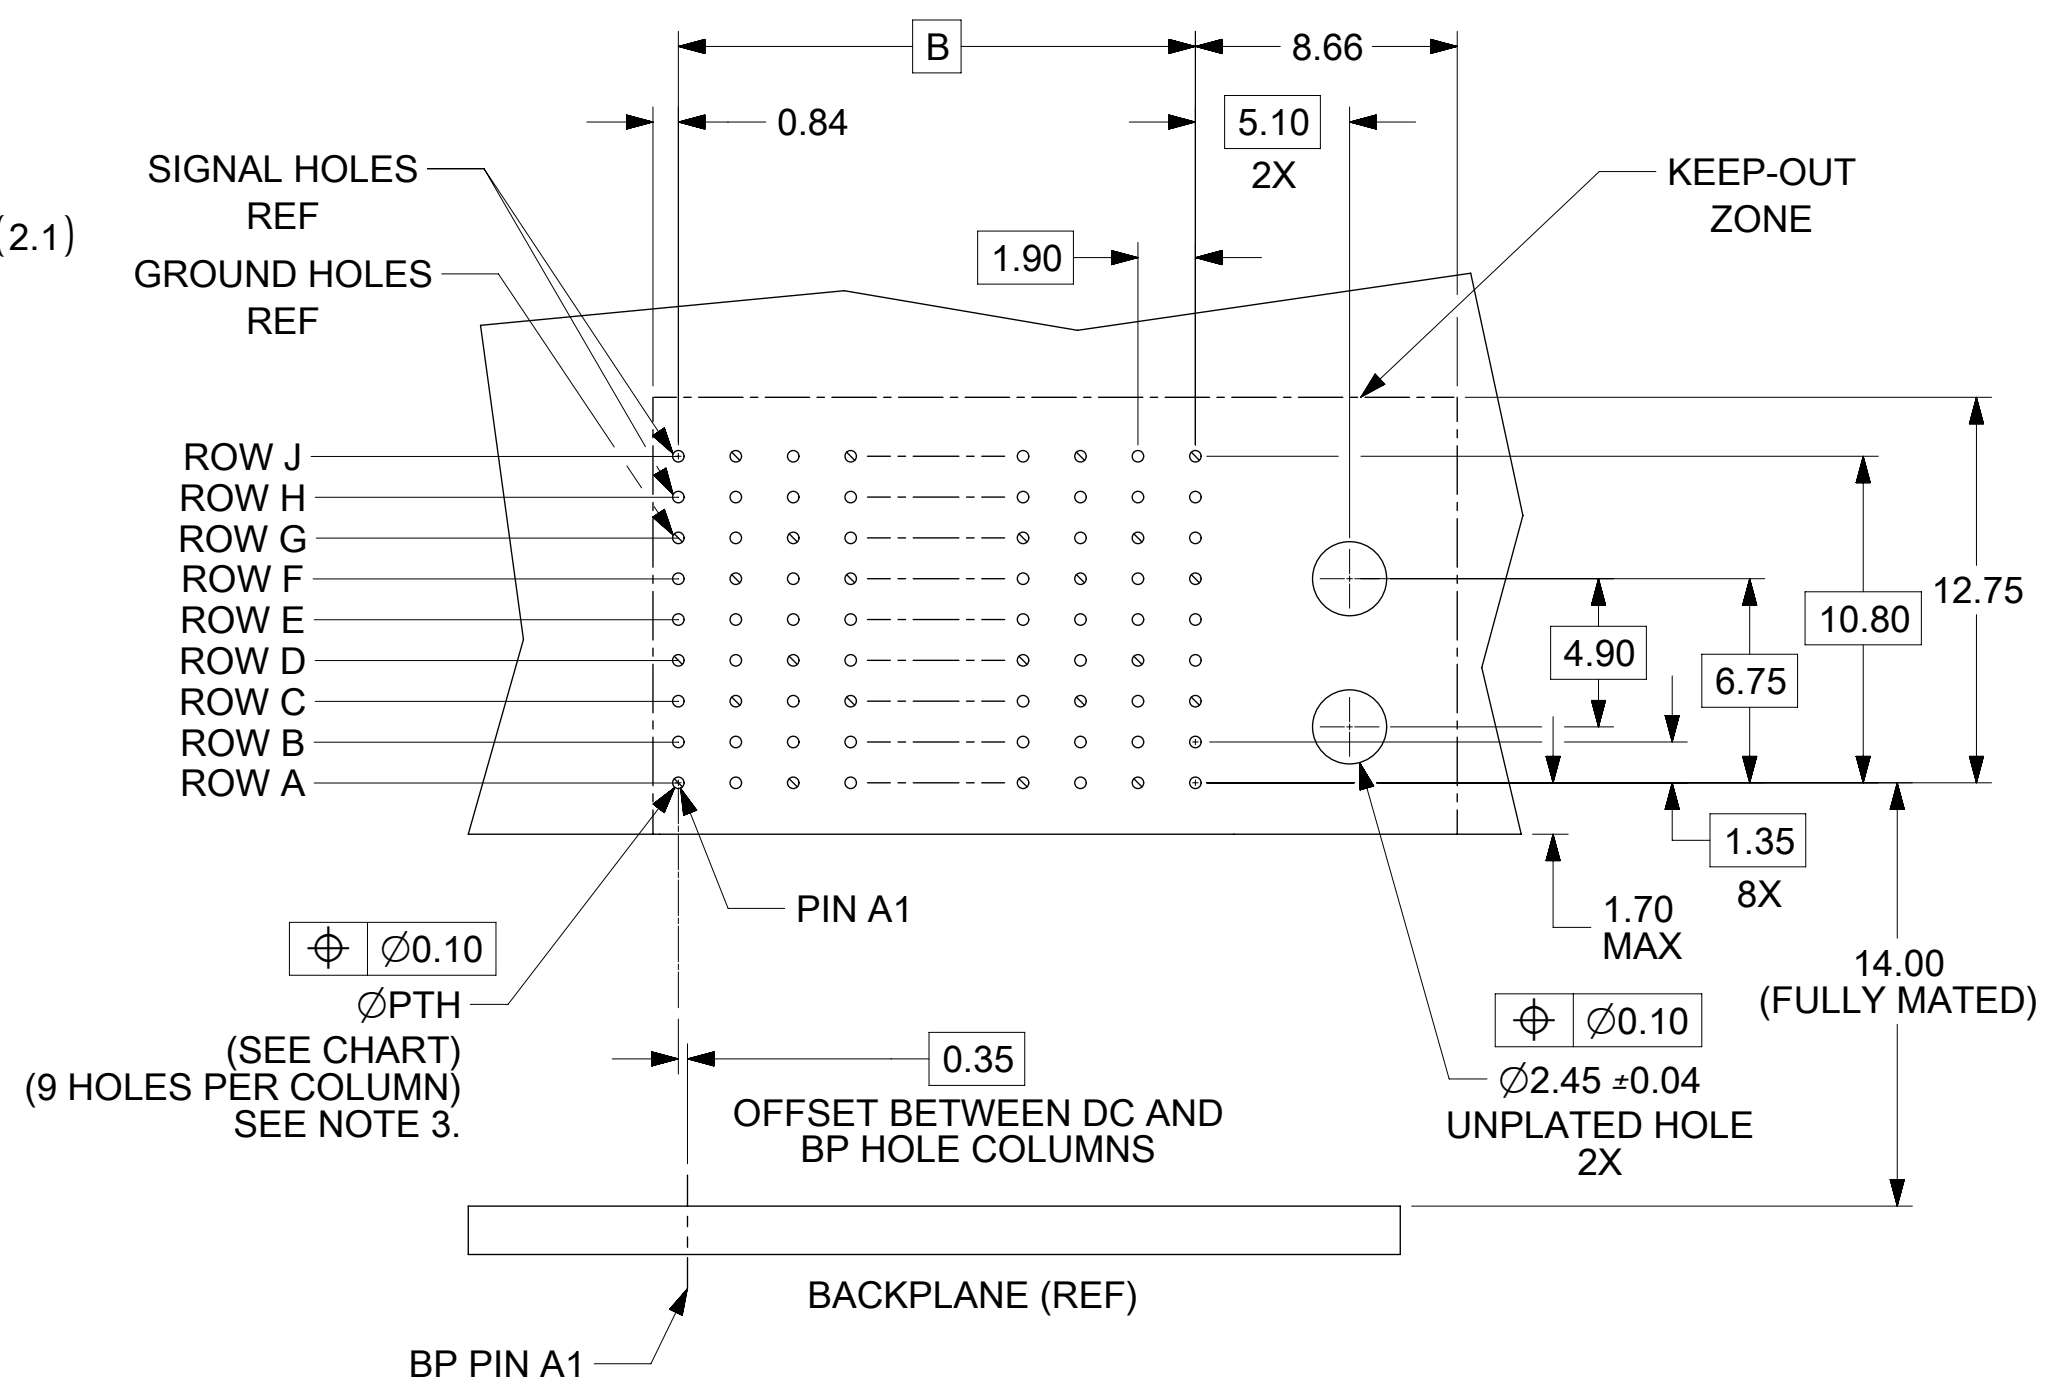 B
8.66
0.84
5.10
2X
SIGNAL HOLES
REF
KEEP-OUT
ZONE
(2.1)
1.90
GROUND HOLES
REF
ROW J
ROW H
ROW G
ROW F
ROW E
ROW D
ROW C
ROW B
ROW A
12.75
10.80
4.90
6.75
1.35
8X
PIN A1
1.70
MAX
⌖ ∅0.10
∅PTH
(SEE CHART)
(9 HOLES PER COLUMN)
SEE NOTE 3.
14.00
(FULLY MATED)
⌖ ∅0.10
∅2.45 ±0.04
UNPLATED HOLE
2X
0.35
OFFSET BETWEEN DC AND
BP HOLE COLUMNS
BACKPLANE (REF)
BP PIN A1